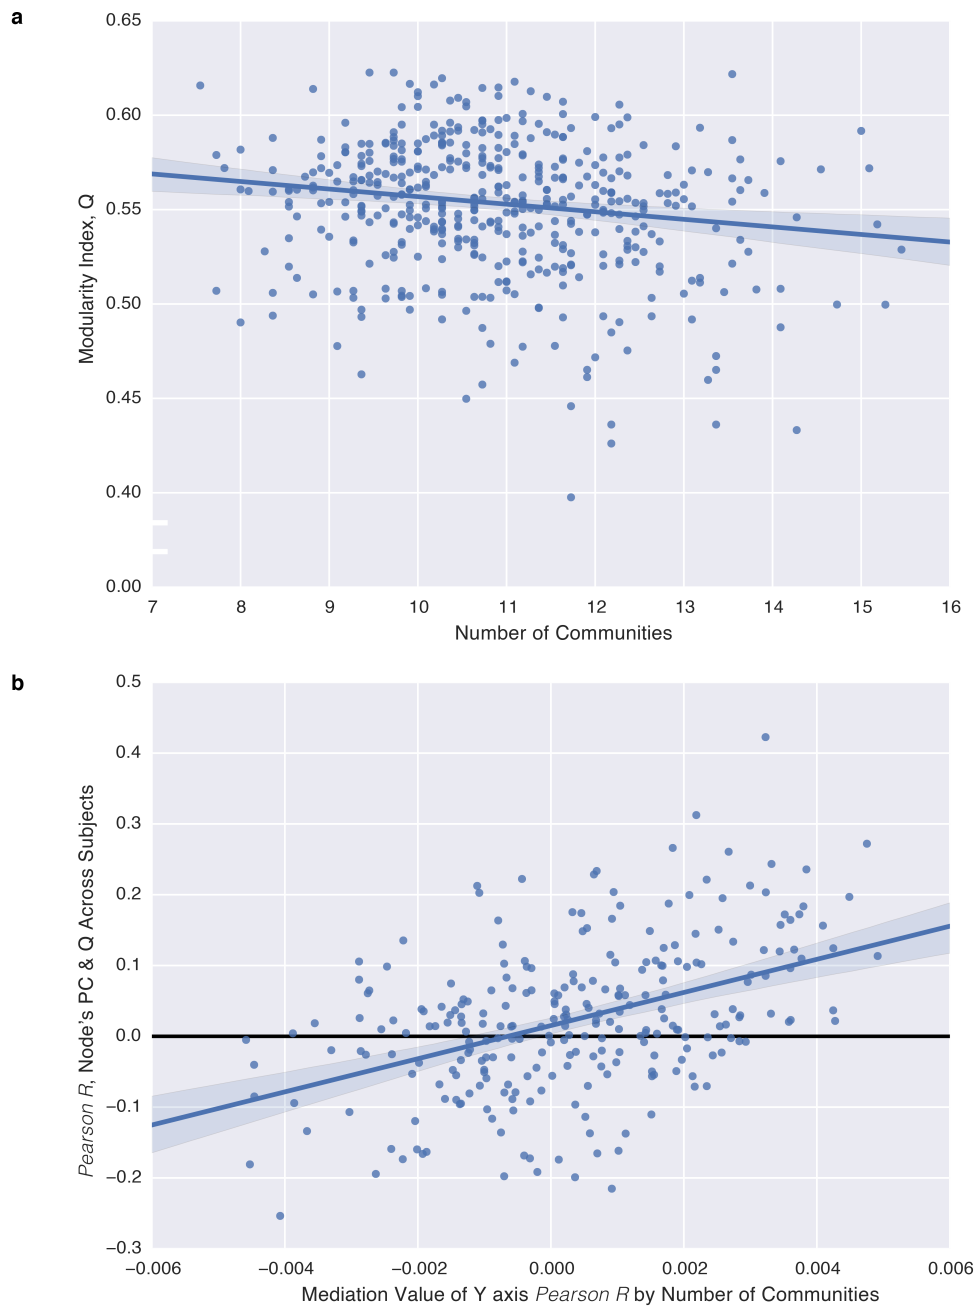 a
0.65
0.60
0.55
0.50
0.45
0.40
0.00
Modularity Index, Q
7 8 9 10 11 12 13 14 15 16
Number of Communities
b
0.5
0.4
0.3
0.2
0.1
0.0
−0.1
−0.2
−0.3
Pearson R, Node's PC & Q Across Subjects
−0.006 −0.004 −0.002 0.000 0.002 0.004 0.006
Mediation Value of Y axis Pearson R by Number of Communities